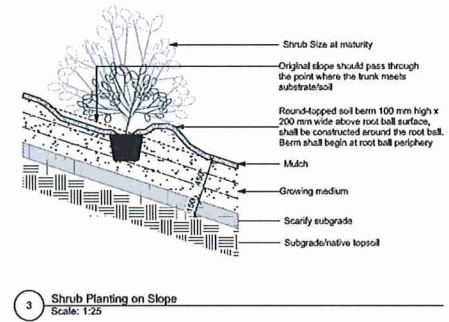 Shrub Size at maturity
Original slope should pass through
the point where the trunk meets
substrate/soil
Round-topped soil berm 100 mm high x
200 mm wide above root ball surface,
shall be constructed around the root ball.
Berm shall begin at root ball periphery
Mulch
450
Growing medium
150
Scarify subgrade
Subgrade/native topsoil
3
Shrub Planting on Slope
Scale: 1:25